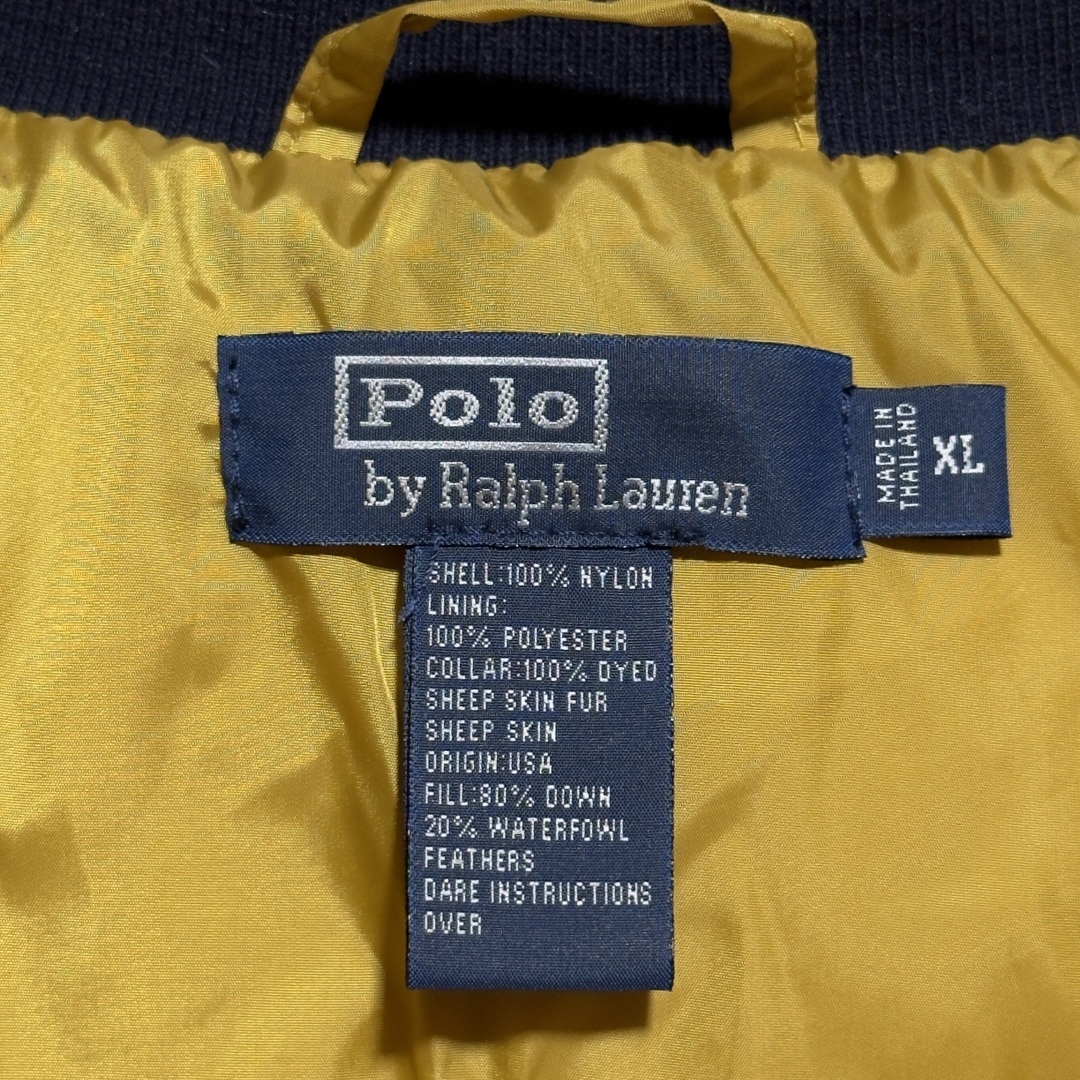 Polo
by Ralph Lauren
MADE IN
THAILAND
XL
SHELL:100% NYLON
LINING:
100% POLYESTER
COLLAR:100% DYED
SHEEP SKIN FUR
SHEEP SKIN
ORIGIN:USA
FILL:80% DOWN
20% WATERFOWL
FEATHERS
DARE INSTRUCTIONS
OVER